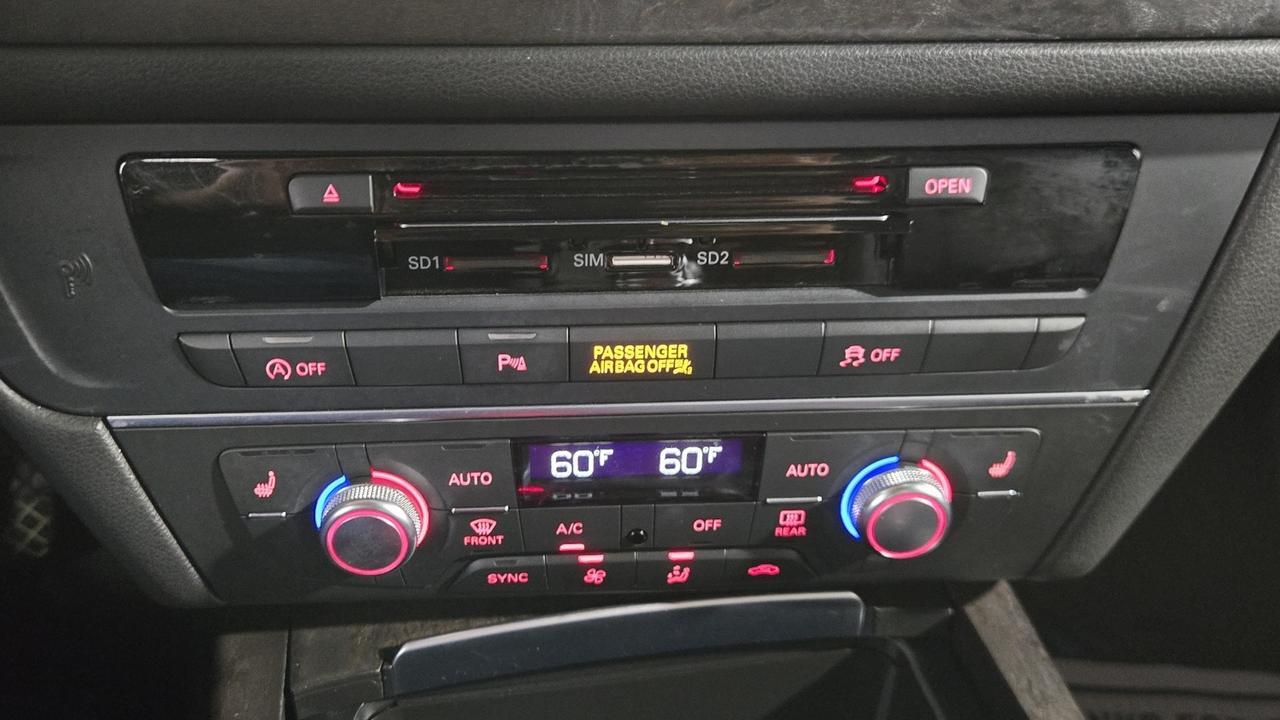 OPEN
SD1 SIM SD2
A OFF
P
PASSENGER
AIRBAG OFF
OFF
60°F 60°F
AUTO AUTO
FRONT A/C OFF REAR
SYNC